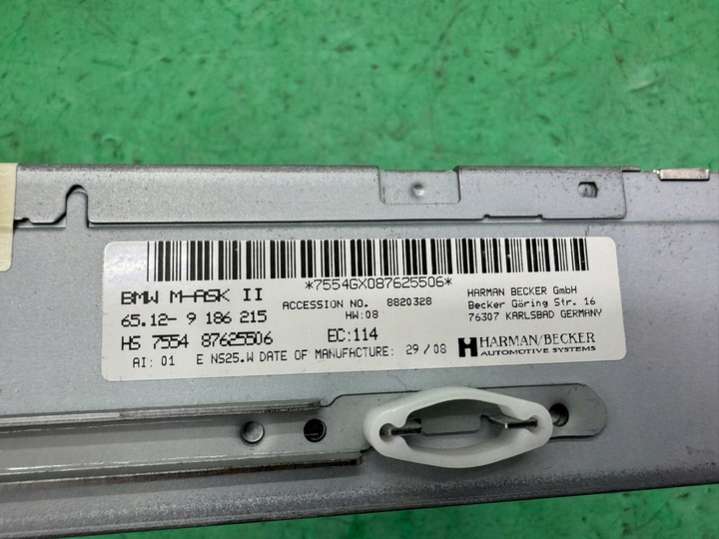 *7554GX087625506*
BMW M-ASK II
ACCESSION NO. 8820328
HARMAN BECKER GmbH
65.12- 9 186 215
HW:08
Becker Göring Str. 16
HS 7554 87625506
EC:114
76307 KARLSBAD GERMANY
AI: 01 E NS25.W DATE OF MANUFACTURE: 29/08
HARMAN/BECKER
AUTOMOTIVE SYSTEMS